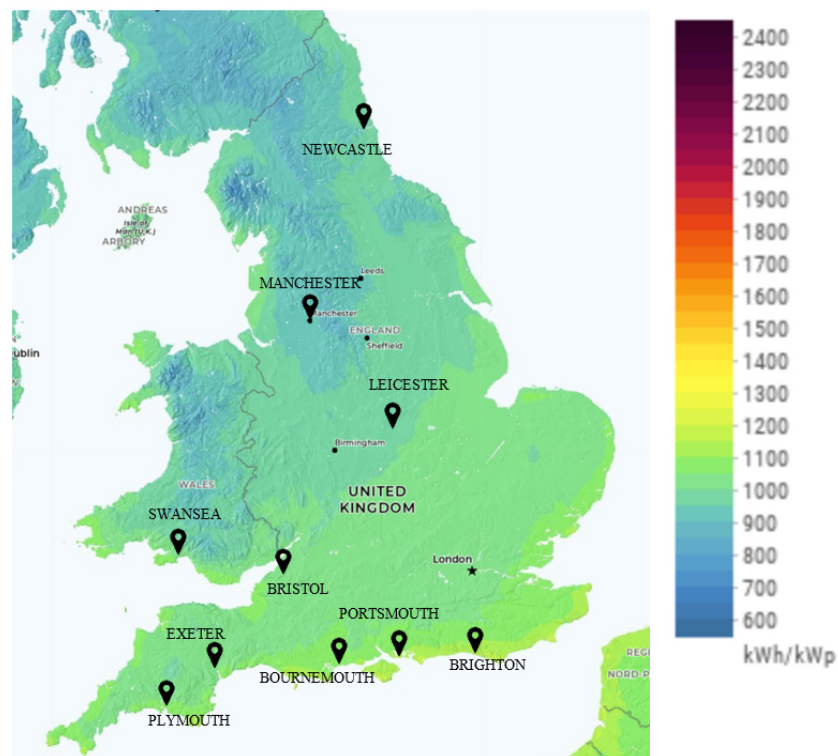 NEWCASTLE
ANDREAS
Isle of
Man (U.K.)
ARBORY
Leeds
MANCHESTER
Manchester
ENGLAND
Sheffield
ublin
LEICESTER
Birmingham
UNITED
KINGDOM
WALES
SWANSEA
London
BRISTOL
PORTSMOUTH
EXETER
BOURNEMOUTH
BRIGHTON
PLYMOUTH
REG
NORD-P
2400
2300
2200
2100
2000
1900
1800
1700
1600
1500
1400
1300
1200
1100
1000
900
800
700
600
kWh/kWp